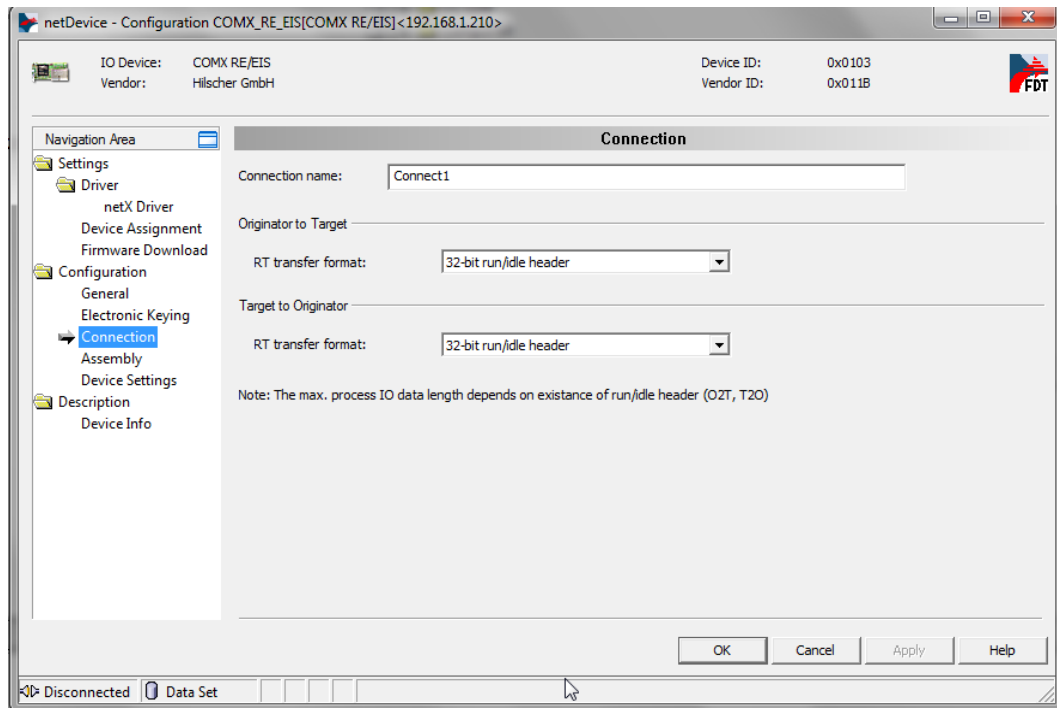 netDevice - Configuration COMX_RE_EIS[COMX RE/EIS]<192.168.1.210>
IO Device: COMX RE/EIS Device ID: 0x0103
Vendor: Hilscher GmbH Vendor ID: 0x011B
FDT
Navigation Area
Settings
Driver
netX Driver
Device Assignment
Firmware Download
Configuration
General
Electronic Keying
Connection
Assembly
Device Settings
Description
Device Info
Connection
Connection name: Connect1
Originator to Target
RT transfer format: 32-bit run/idle header
Target to Originator
RT transfer format: 32-bit run/idle header
Note: The max. process IO data length depends on existance of run/idle header (O2T, T2O)
OK Cancel Apply Help
Disconnected Data Set